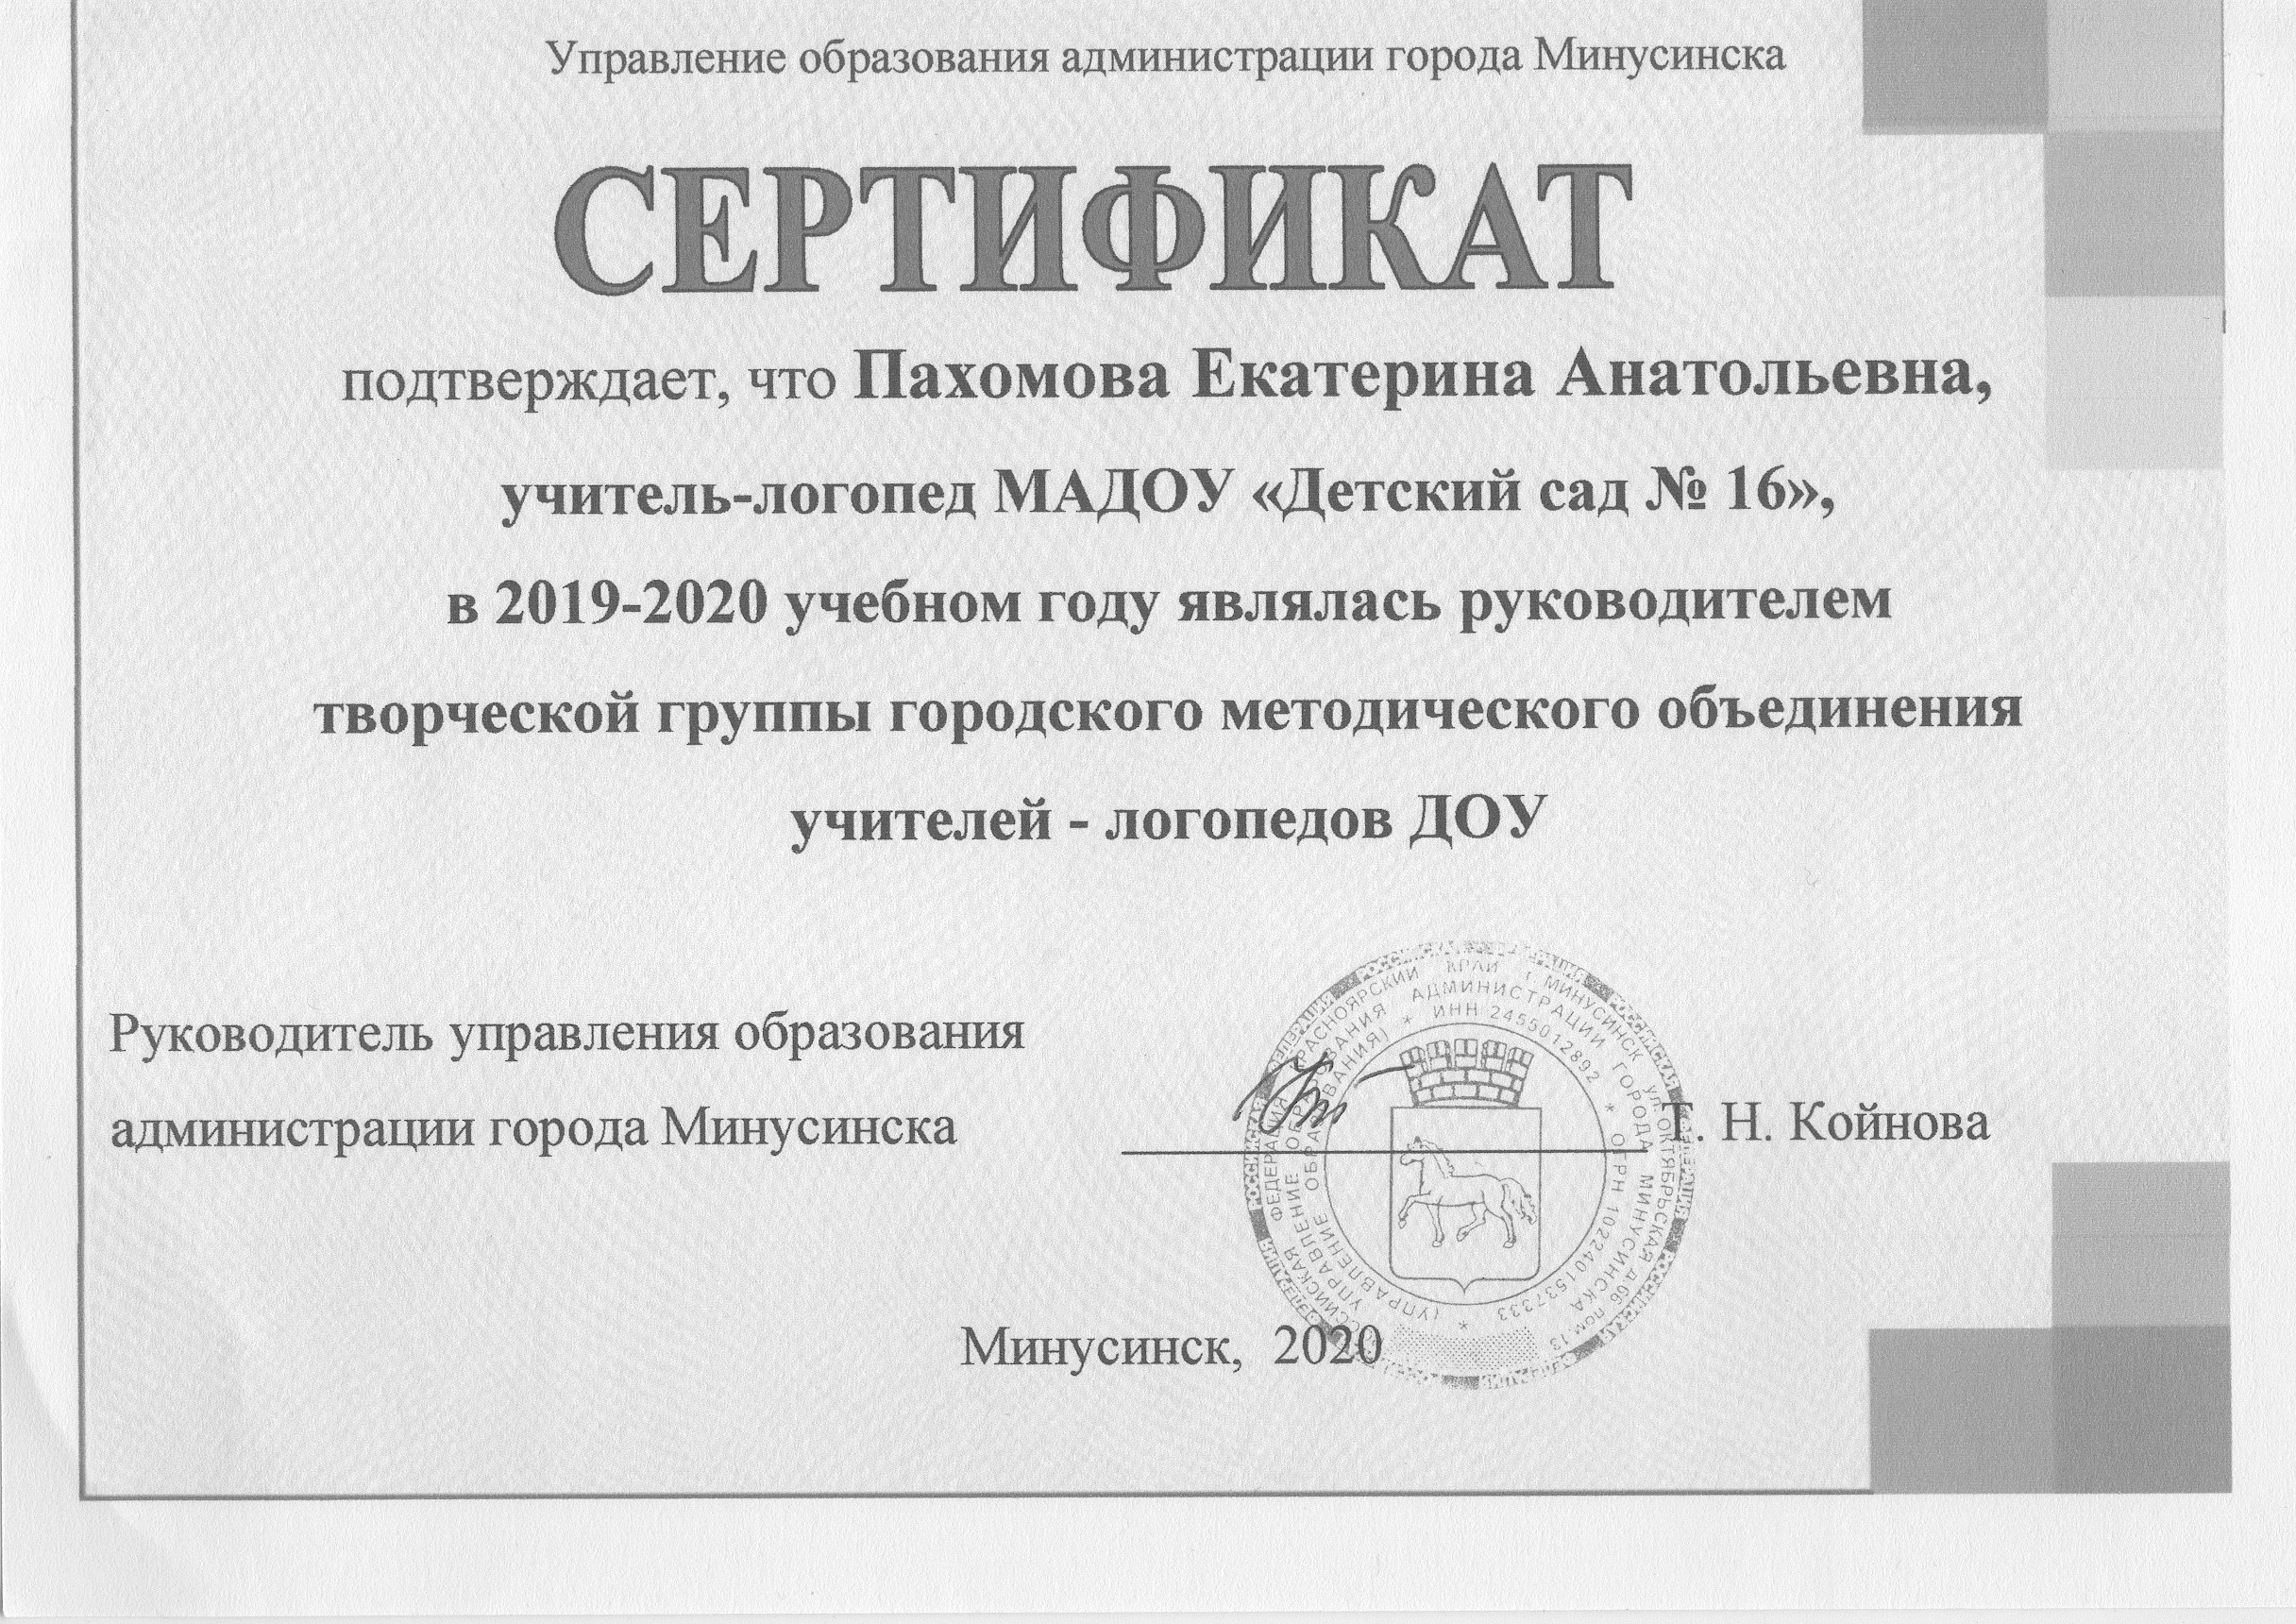 Управление образования администрации города Минусинска
СЕРТИФИКАТ
подтверждает, что Пахомова Екатерина Анатольевна,
учитель-логопед МАДОУ «Детский сад № 16»,
в 2019-2020 учебном году являлась руководителем
творческой группы городского методического объединения
учителей - логопедов ДОУ
Руководитель управления образования
администрации города Минусинска
Т. Н. Койнова
РОССИЙСКАЯ ФЕДЕРАЦИЯ КРАСНОЯРСКИЙ КРАЙ г. МИНУСИНСК ул. ОКТЯБРЬСКАЯ д.66 пом 13
УПРАВЛЕНИЕ ОБРАЗОВАНИЯ АДМИНИСТРАЦИИ ГОРОДА МИНУСИНСКА
(УПРАВЛЕНИЕ ОБРАЗОВАНИЯ) * ИНН 2455012892 * ОГРН 1022401537333 *
Минусинск, 2020